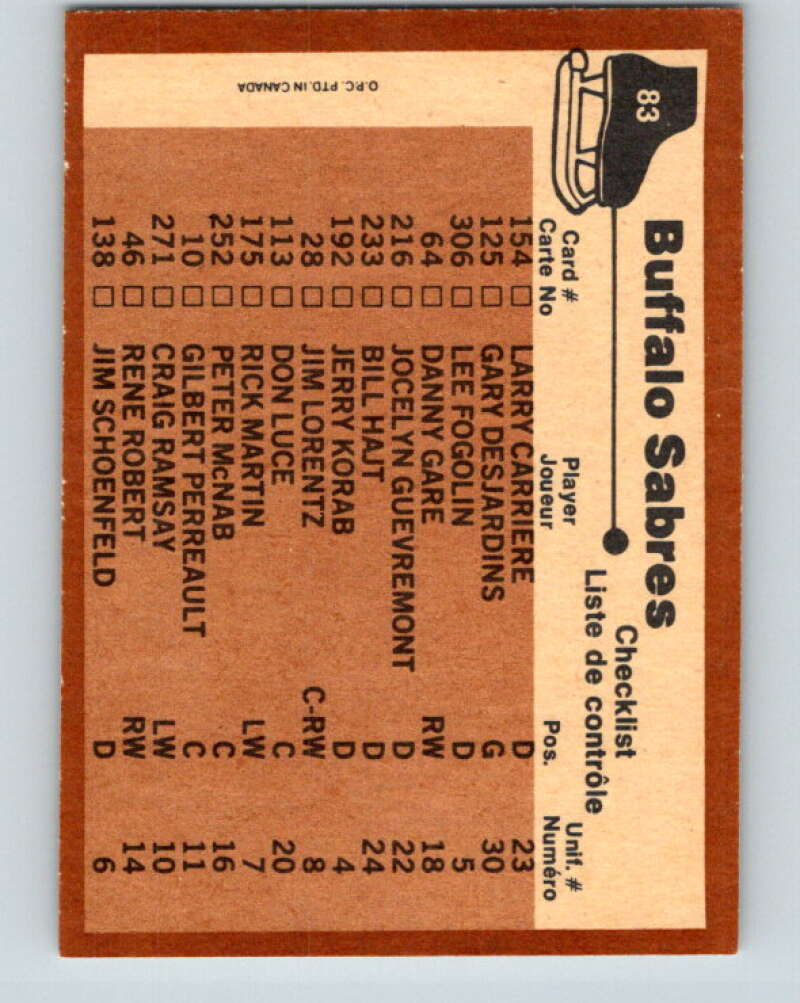 83
Buffalo Sabres
Checklist
Liste de contrôle
Card # Player Pos. Unif. #
Carte No Joueur Numéro
154 □ LARRY CARRIERE D 23
125 □ GARY DESJARDINS G 30
306 □ LEE FOGOLIN D 5
64 □ DANNY GARE RW 18
216 □ JOCELYN GUEVREMONT D 22
233 □ BILL HAJT D 24
192 □ JERRY KORAB D 4
28 □ JIM LORENTZ C-RW 8
113 □ DON LUCE C 20
175 □ RICK MARTIN LW 7
252 □ PETER McNAB C 16
10 □ GILBERT PERREAULT C 11
271 □ CRAIG RAMSAY LW 10
46 □ RENE ROBERT RW 14
138 □ JIM SCHOENFELD D 6
O.P.C. PTD. IN CANADA